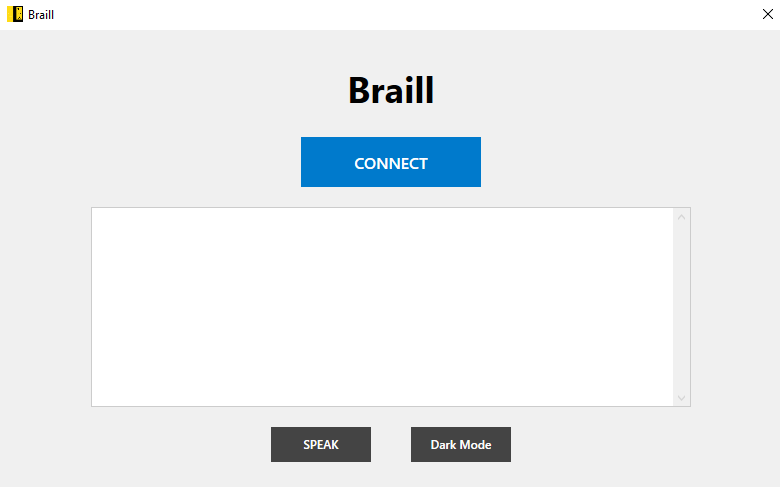 Braill
Braill
CONNECT
SPEAK
Dark Mode